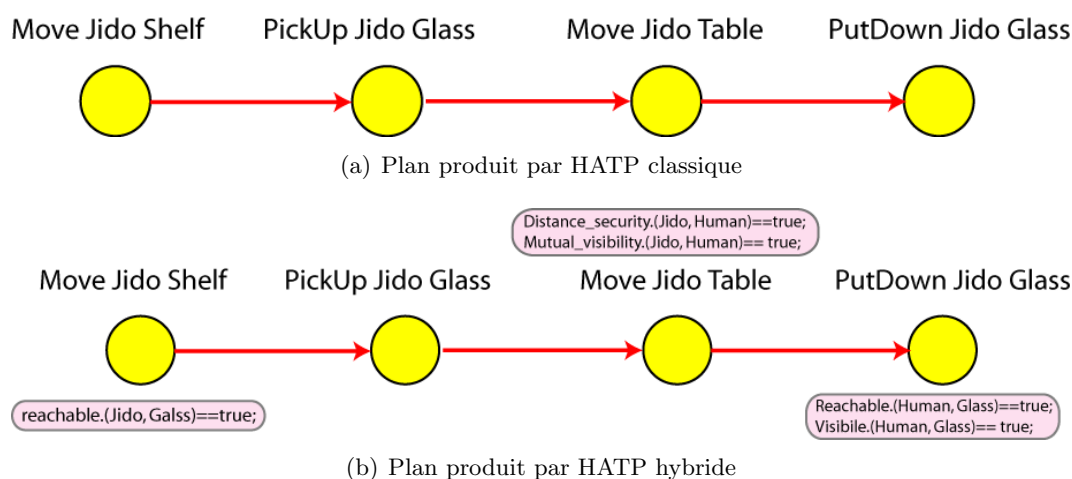 Move Jido Shelf PickUp Jido Glass Move Jido Table PutDown Jido Glass
(a) Plan produit par HATP classique
Distance_security.(Jido, Human)==true;
Mutual_visibility.(Jido, Human)== true;
Move Jido Shelf PickUp Jido Glass Move Jido Table PutDown Jido Glass
reachable.(Jido, Galss)==true;
Reachable.(Human, Glass)==true;
Visibile.(Human, Glass)== true;
(b) Plan produit par HATP hybride